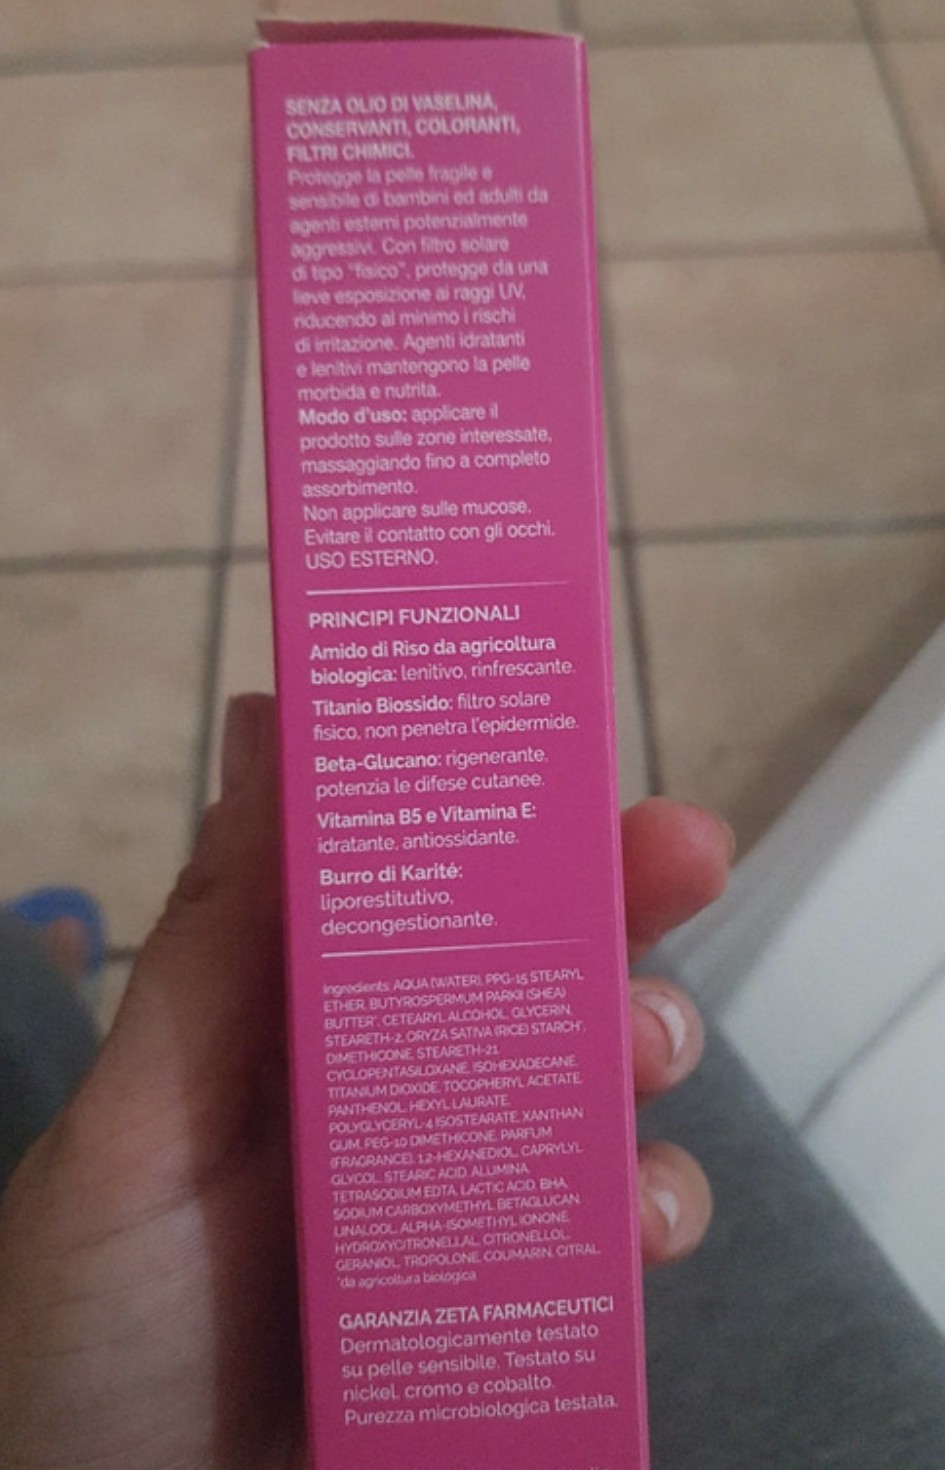 SENZA OLIO DI VASELINA,
CONSERVANTI, COLORANTI,
FILTRI CHIMICI.
Protegge la pelle fragile e
sensibile di bambini ed adulti da
agenti esterni potenzialmente
aggressivi. Con filtro solare
di tipo "fisico", protegge da una
lieve esposizione ai raggi UV,
riducendo al minimo i rischi
di irritazione. Agenti idratanti
e lenitivi mantengono la pelle
morbida e nutrita.
Modo d'uso: applicare il
prodotto sulle zone interessate,
massaggiando fino a completo
assorbimento.
Non applicare sulle mucose.
Evitare il contatto con gli occhi.
USO ESTERNO.
PRINCIPI FUNZIONALI
Amido di Riso da agricoltura
biologica: lenitivo, rinfrescante.
Titanio Biossido: filtro solare
fisico, non penetra l'epidermide.
Beta-Glucano: rigenerante,
potenzia le difese cutanee.
Vitamina B5 e Vitamina E:
idratante, antiossidante.
Burro di Karité:
liporestitutivo,
decongestionante.
Ingredients: AQUA (WATER), PPG-15 STEARYL
ETHER, BUTYROSPERMUM PARKII (SHEA)
BUTTER*, CETEARYL ALCOHOL, GLYCERIN,
STEARETH-2, ORYZA SATIVA (RICE) STARCH*,
DIMETHICONE, STEARETH-21,
CYCLOPENTASILOXANE, ISOHEXADECANE,
TITANIUM DIOXIDE, TOCOPHERYL ACETATE,
PANTHENOL, HEXYL LAURATE,
POLYGLYCERYL-4 ISOSTEARATE, XANTHAN
GUM, PEG-10 DIMETHICONE, PARFUM
(FRAGRANCE), 1,2-HEXANEDIOL, CAPRYLYL
GLYCOL, STEARIC ACID, ALUMINA,
TETRASODIUM EDTA, LACTIC ACID, BHA,
SODIUM CARBOXYMETHYL BETAGLUCAN,
LINALOOL, ALPHA-ISOMETHYL IONONE,
HYDROXYCITRONELLAL, CITRONELLOL,
GERANIOL, TROPOLONE, COUMARIN, CITRAL.
*da agricoltura biologica
GARANZIA ZETA FARMACEUTICI
Dermatologicamente testato
su pelle sensibile. Testato su
nickel, cromo e cobalto.
Purezza microbiologica testata.